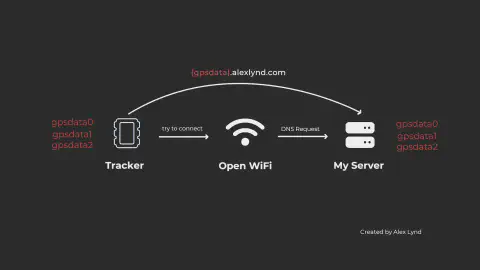 {gpsdata}.alexlynd.com
gpsdata0
gpsdata1
gpsdata2
try to connect
DNS Request
gpsdata0
gpsdata1
gpsdata2
Tracker
Open WiFi
My Server
Created by Alex Lynd